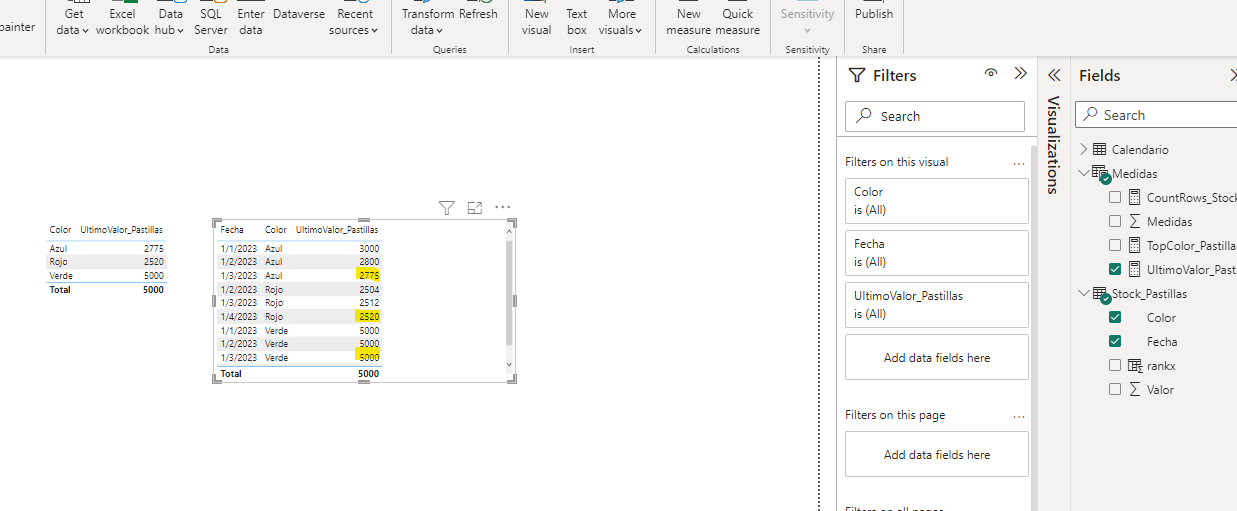 painter
Get data
Excel workbook
Data hub
SQL Server
Enter data
Dataverse
Recent sources
Transform data
Refresh
New visual
Text box
More visuals
New measure
Quick measure
Sensitivity
Publish
Data
Queries
Insert
Calculations
Sensitivity
Share
Color UltimoValor_Pastillas
Azul 2775
Rojo 2520
Verde 5000
Total 5000
Fecha Color UltimoValor_Pastillas
1/1/2023 Azul 3000
1/2/2023 Azul 2800
1/3/2023 Azul 2775
1/2/2023 Rojo 2504
1/3/2023 Rojo 2512
1/4/2023 Rojo 2520
1/1/2023 Verde 5000
1/2/2023 Verde 5000
1/3/2023 Verde 5000
Total 5000
Filters
Search
Filters on this visual ...
Color
is (All)
Fecha
is (All)
UltimoValor_Pastillas
is (All)
Add data fields here
Filters on this page ...
Add data fields here
Visualizations
Fields
Search
Calendario
Medidas
CountRows_Stock
Medidas
TopColor_Pastilla
UltimoValor_Past
Stock_Pastillas
Color
Fecha
rankx
Valor